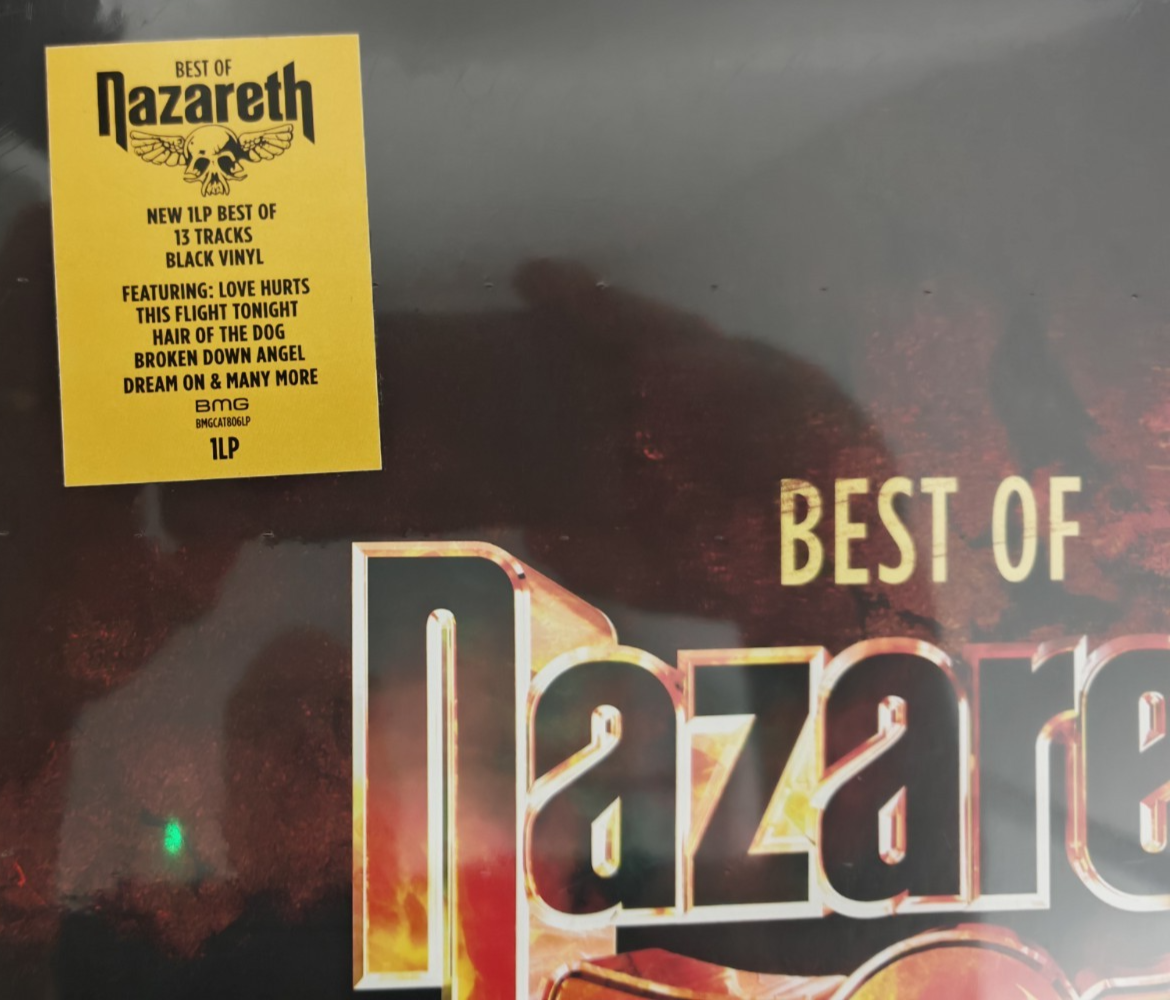 BEST OF
Nazareth
NEW 1LP BEST OF
13 TRACKS
BLACK VINYL
FEATURING: LOVE HURTS
THIS FLIGHT TONIGHT
HAIR OF THE DOG
BROKEN DOWN ANGEL
DREAM ON & MANY MORE
BMG
BMGCAT806LP
1LP
BEST OF
Nazare